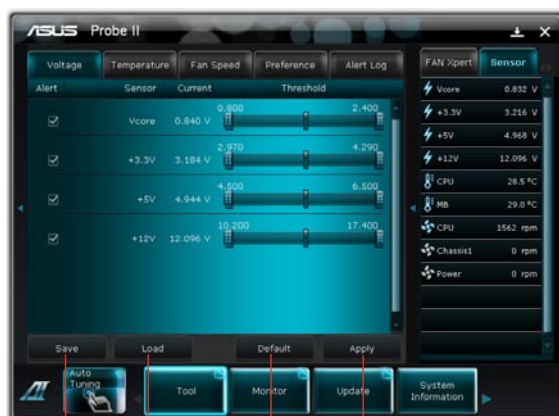 ASUS Probe II
Voltage Temperature Fan Speed Preference Alert Log
Alert Sensor Current Threshold
0.800 2.400
Vcore 0.840 V
2.970 4.290
+3.3V 3.184 V
4.500 6.500
+5V 4.944 V
10.200 17.400
+12V 12.096 V
Save Load Default Apply
FAN Xpert Sensor
Vcore 0.832 V
+3.3V 3.216 V
+5V 4.968 V
+12V 12.096 V
CPU 28.5 ºC
MB 29.0 ºC
CPU 1562 rpm
Chassis1 0 rpm
Power 0 rpm
Auto
Tuning
Tool Monitor Update System
Information